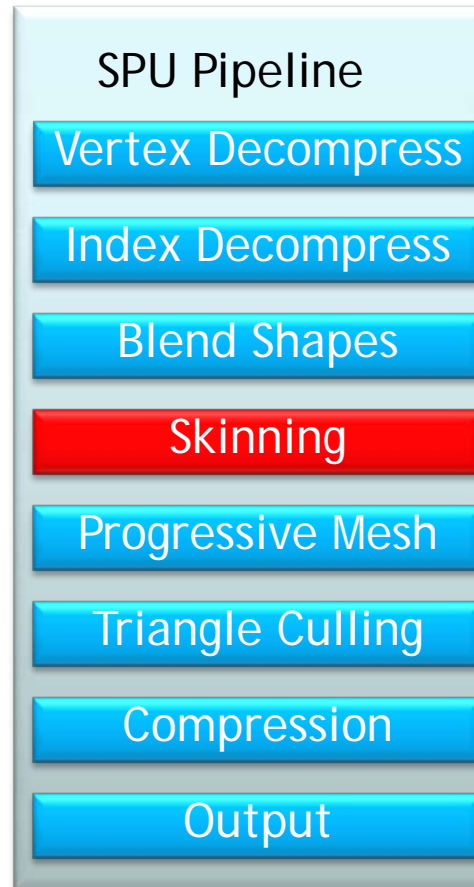 SPU Pipeline
Vertex Decompress
Index Decompress
Blend Shapes
Skinning
Progressive Mesh
Triangle Culling
Compression
Output